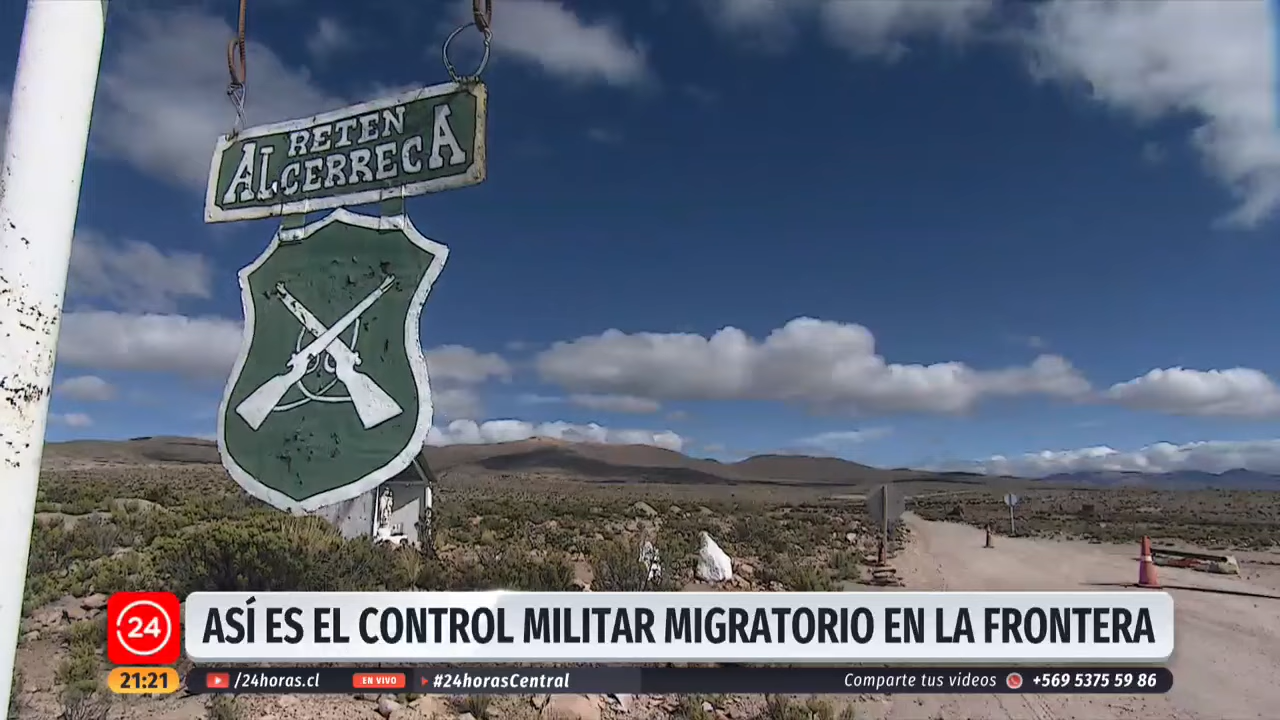 RETEN
ALCERRECA
24
ASÍ ES EL CONTROL MILITAR MIGRATORIO EN LA FRONTERA
21:21
/24horas.cl
EN VIVO
#24horasCentral
Comparte tus videos
+569 5375 59 86